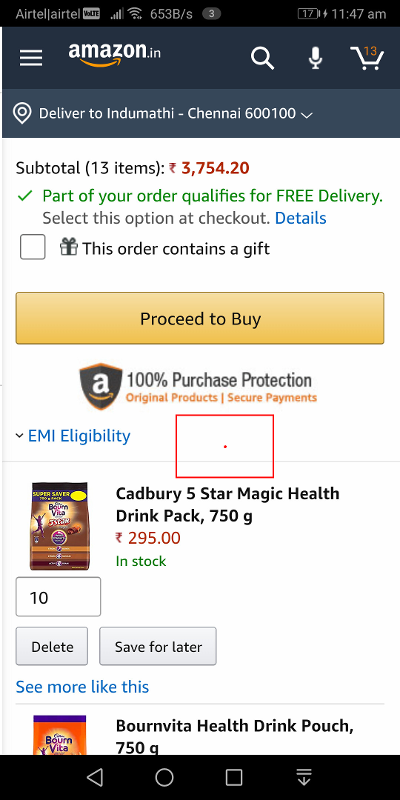 Airtel|airtel VoLTE 653B/s 3 17 11:47 am
amazon.in
13
Deliver to Indumathi - Chennai 600100
Subtotal (13 items): ₹ 3,754.20
Part of your order qualifies for FREE Delivery.
Select this option at checkout. Details
This order contains a gift
Proceed to Buy
a 100% Purchase Protection
Original Products | Secure Payments
EMI Eligibility
Cadbury 5 Star Magic Health
Drink Pack, 750 g
₹ 295.00
In stock
SUPER SAVER
750 g PACK
Bourn
Vita
5 Star
10
Delete
Save for later
See more like this
Bournvita Health Drink Pouch,
750 g
Bourn
Vita